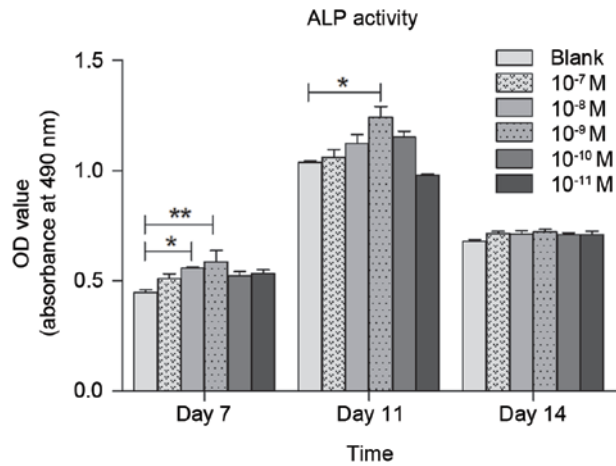 ALP activity
OD value
(absorbance at 490 nm)
1.5
1.0
0.5
0.0
*
**
*
Blank
10⁻⁷ M
10⁻⁸ M
10⁻⁹ M
10⁻¹⁰ M
10⁻¹¹ M
Day 7
Day 11
Day 14
Time